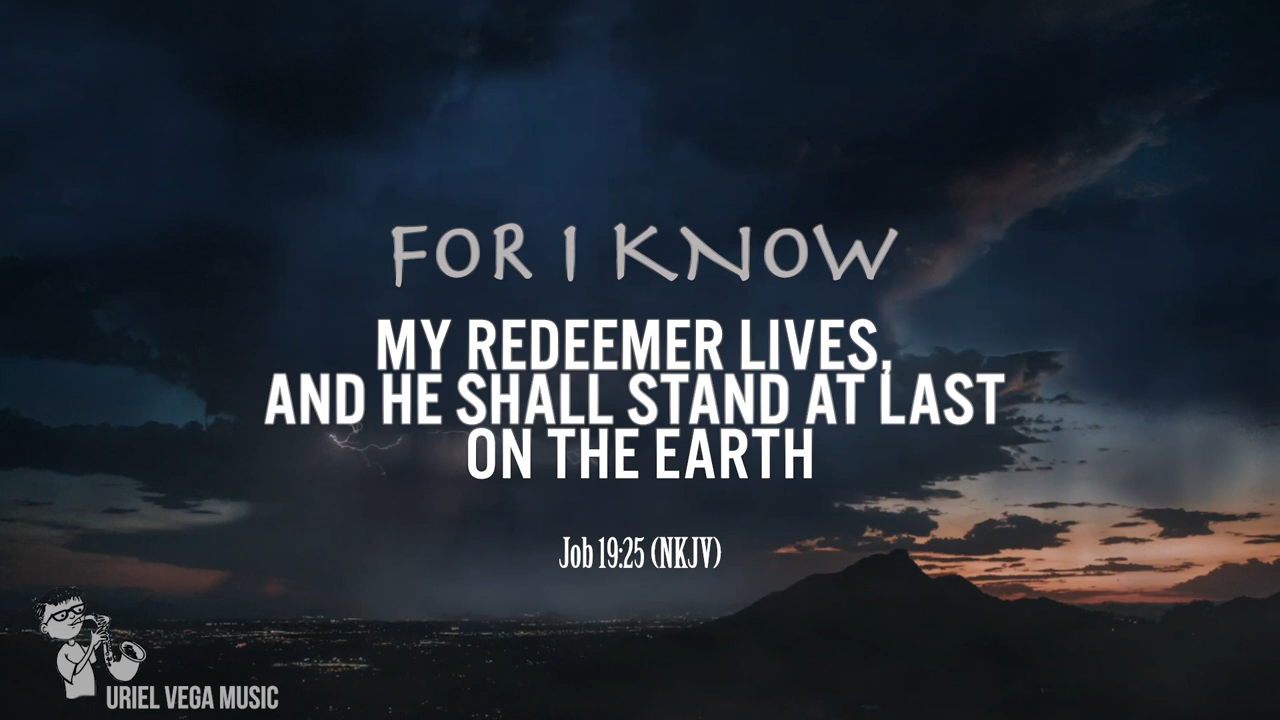 FOR I KNOW
MY REDEEMER LIVES,
AND HE SHALL STAND AT LAST
ON THE EARTH
Job 19:25 (NKJV)
URIEL VEGA MUSIC